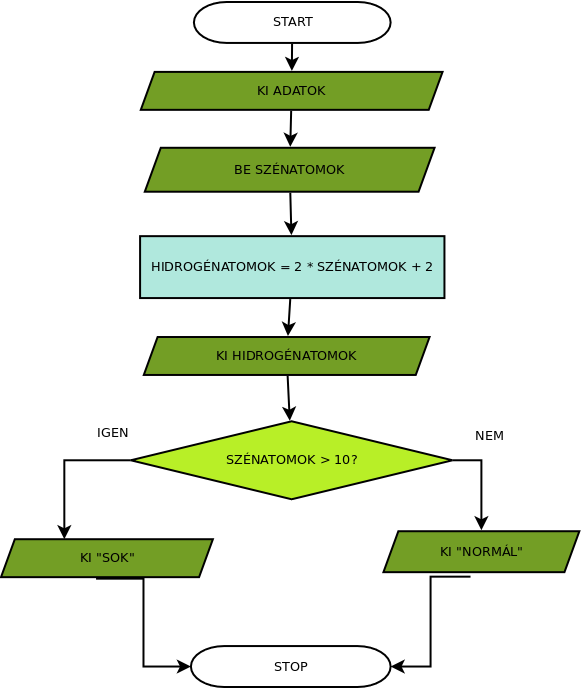 START
KI ADATOK
BE SZÉNATOMOK
HIDROGÉNATOMOK = 2 * SZÉNATOMOK + 2
KI HIDROGÉNATOMOK
IGEN
NEM
SZÉNATOMOK > 10?
KI "SOK"
KI "NORMÁL"
STOP